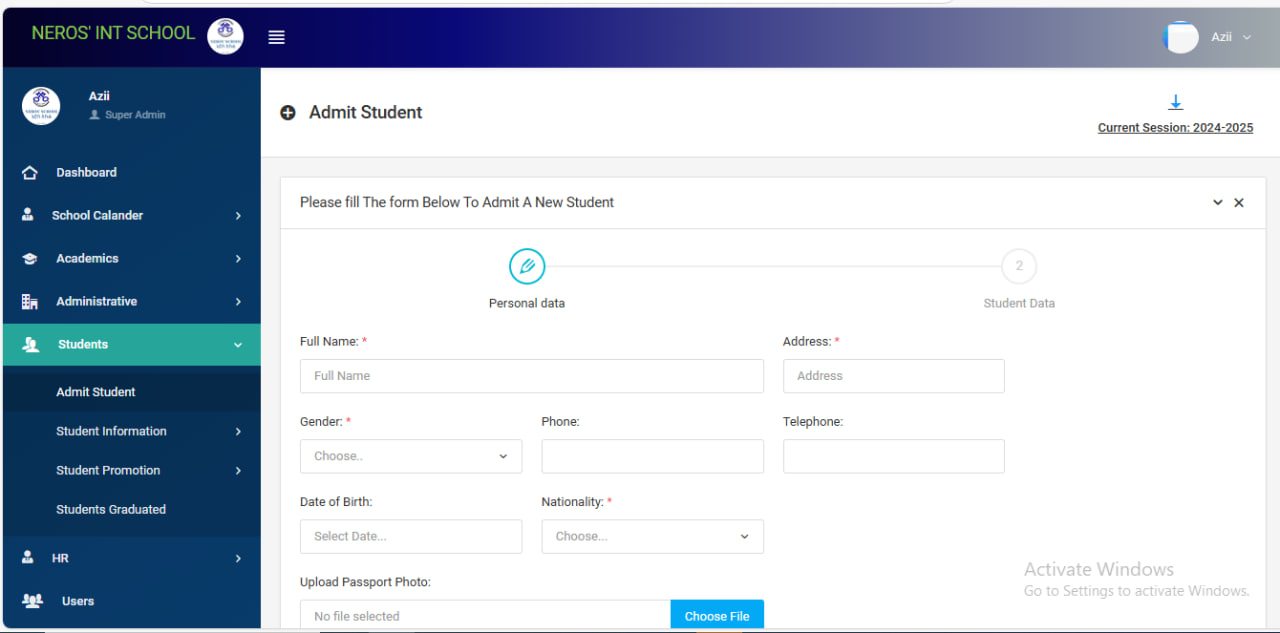 NEROS' INT SCHOOL
Azii
Azii
Super Admin
Dashboard
School Calander
Academics
Administrative
Students
Admit Student
Student Information
Student Promotion
Students Graduated
HR
Users
Admit Student
Current Session: 2024-2025
Please fill The form Below To Admit A New Student
2
Personal data
Student Data
Full Name: *
Address: *
Full Name
Address
Gender: *
Phone:
Telephone:
Choose..
Date of Birth:
Nationality: *
Select Date...
Choose...
Upload Passport Photo:
No file selected
Choose File
Activate Windows
Go to Settings to activate Windows.